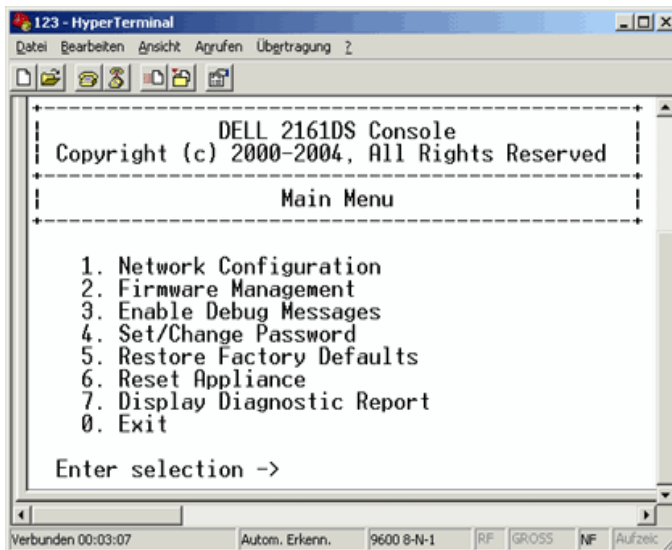 123 - HyperTerminal
Datei Bearbeiten Ansicht Anrufen Übertragung ?
DELL 2161DS Console
Copyright (c) 2000-2004, All Rights Reserved
Main Menu
1. Network Configuration
2. Firmware Management
3. Enable Debug Messages
4. Set/Change Password
5. Restore Factory Defaults
6. Reset Appliance
7. Display Diagnostic Report
0. Exit
Enter selection ->
Verbunden 00:03:07 Autom. Erkenn. 9600 8-N-1 RF GROSS NF Aufzeic